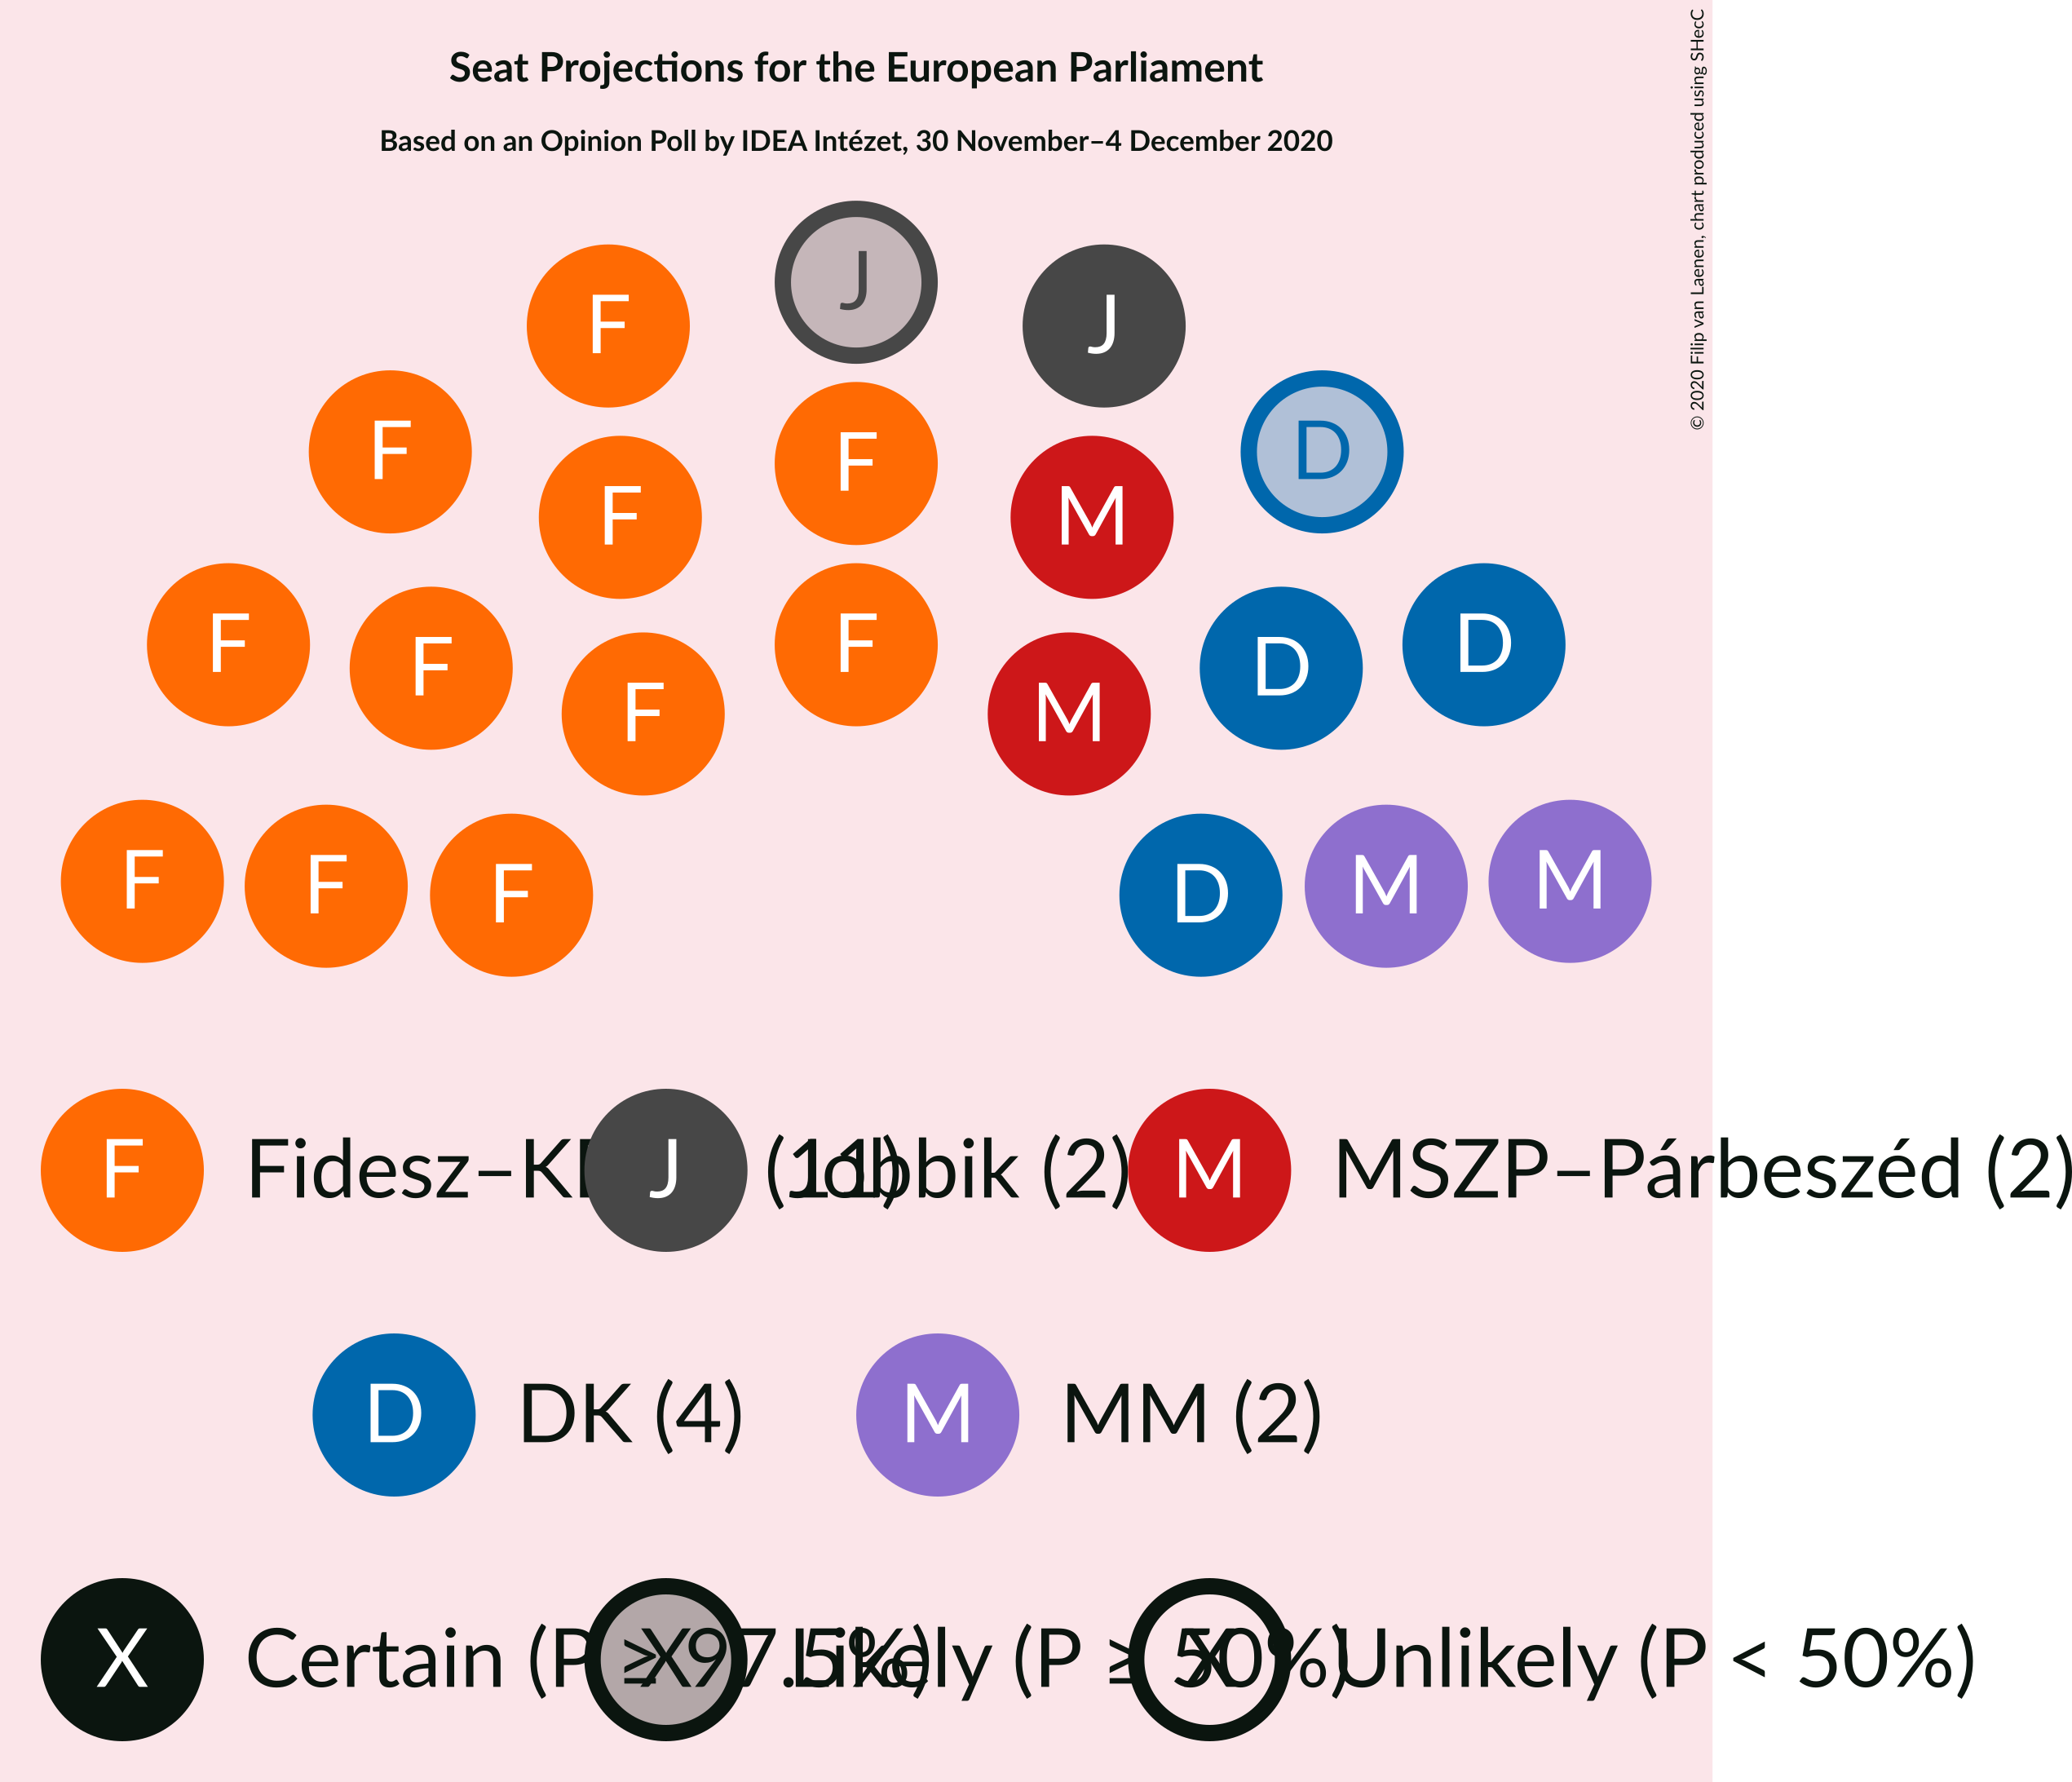 Seat Projections for the European Parliament
Based on an Opinion Poll by IDEA Intézet, 30 November–4 December 2020
© 2020 Filip van Laenen, chart produced using SHecC
J
F J
F D
F
F M
F F D
F D
F M
F F
F D
M M
F Fidesz–K (11) J Jobbik (2) M MSZP–Párbeszéd (2)
D DK (4) M MM (2)
X Certain (P ≥ 97.5%) X Likely (P ≥ 50%) X Unlikely (P < 50%)